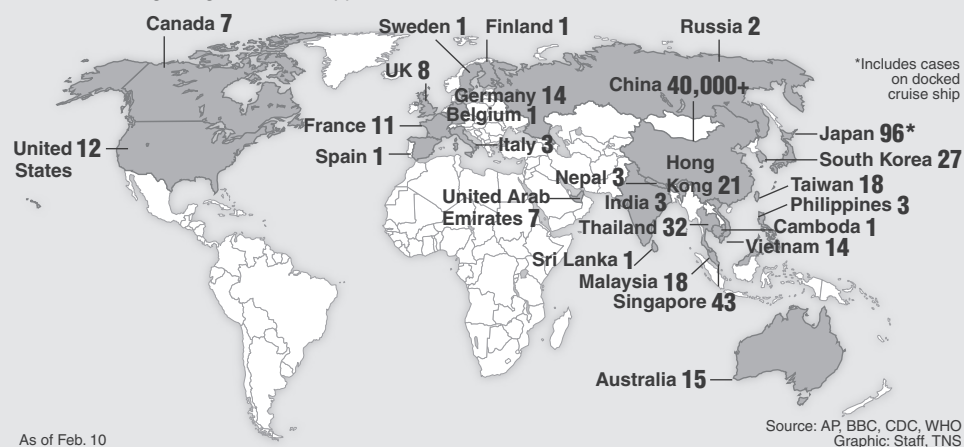 Canada 7
Sweden 1
Finland 1
Russia 2
UK 8
*Includes cases
on docked
cruise ship
China 40,000+
Germany 14
Belgium 1
France 11
Japan 96*
United 12
States
Italy 3
Spain 1
South Korea 27
Hong
Kong 21
Nepal 3
Taiwan 18
United Arab
Emirates 7
India 3
Philippines 3
Thailand 32
Camboda 1
Vietnam 14
Sri Lanka 1
Malaysia 18
Singapore 43
Australia 15
As of Feb. 10
Source: AP, BBC, CDC, WHO
Graphic: Staff, TNS